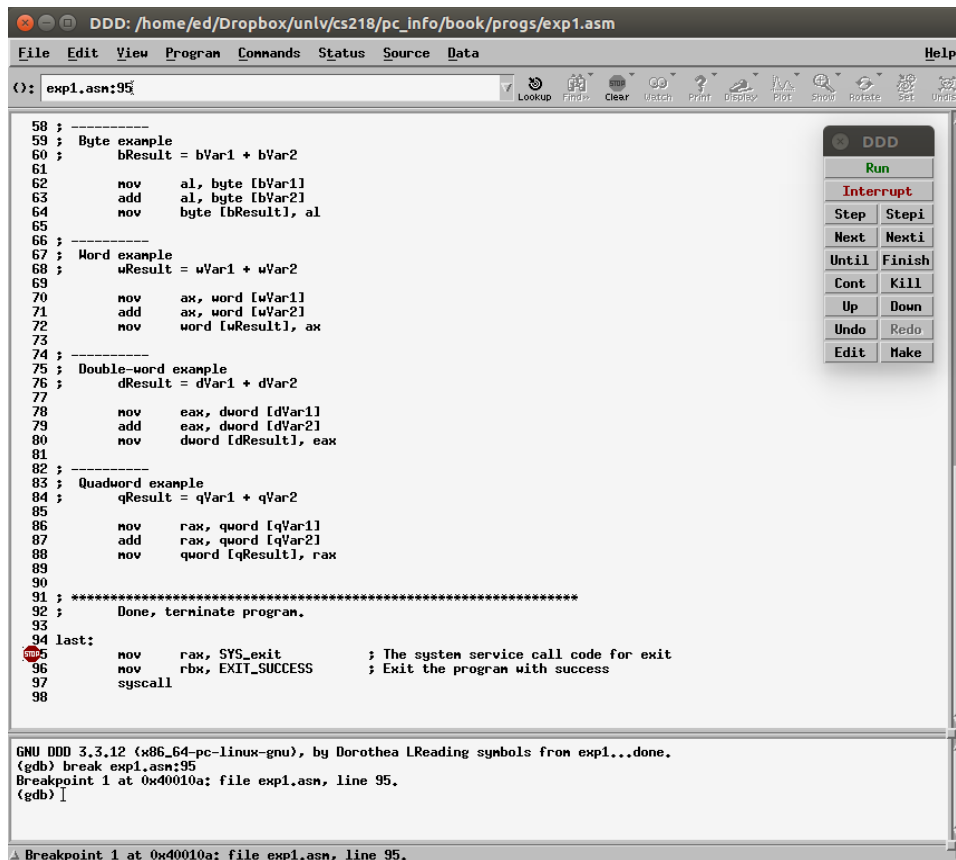 DDD: /home/ed/Dropbox/unlv/cs218/pc_info/book/progs/exp1.asm
File Edit View Program Commands Status Source Data Help
(): exp1.asm:95
Lookup Find» Clear Watch Print Display Plot Show Rotate Set Undis
58 ; ----------
59 ;  Byte example
60 ;       bResult = bVar1 + bVar2
61
62         mov     al, byte [bVar1]
63         add     al, byte [bVar2]
64         mov     byte [bResult], al
65
66 ; ----------
67 ;  Word example
68 ;       wResult = wVar1 + wVar2
69
70         mov     ax, word [wVar1]
71         add     ax, word [wVar2]
72         mov     word [wResult], ax
73
74 ; ----------
75 ;  Double-word example
76 ;       dResult = dVar1 + dVar2
77
78         mov     eax, dword [dVar1]
79         add     eax, dword [dVar2]
80         mov     dword [dResult], eax
81
82 ; ----------
83 ;  Quadword example
84 ;       qResult = qVar1 + qVar2
85
86         mov     rax, qword [qVar1]
87         add     rax, qword [qVar2]
88         mov     qword [qResult], rax
89
90
91 ; *****************************************************************
92 ;       Done, terminate program.
93
94 last:
STOP 5         mov     rax, SYS_exit               ; The system service call code for exit
96         mov     rbx, EXIT_SUCCESS       ; Exit the program with success
97         syscall
98
DDD
Run
Interrupt
Step Stepi
Next Nexti
Until Finish
Cont Kill
Up Down
Undo Redo
Edit Make
GNU DDD 3.3.12 (x86_64-pc-linux-gnu), by Dorothea LReading symbols from exp1...done.
(gdb) break exp1.asm:95
Breakpoint 1 at 0x40010a: file exp1.asm, line 95.
(gdb)
Breakpoint 1 at 0x40010a: file exp1.asm, line 95.